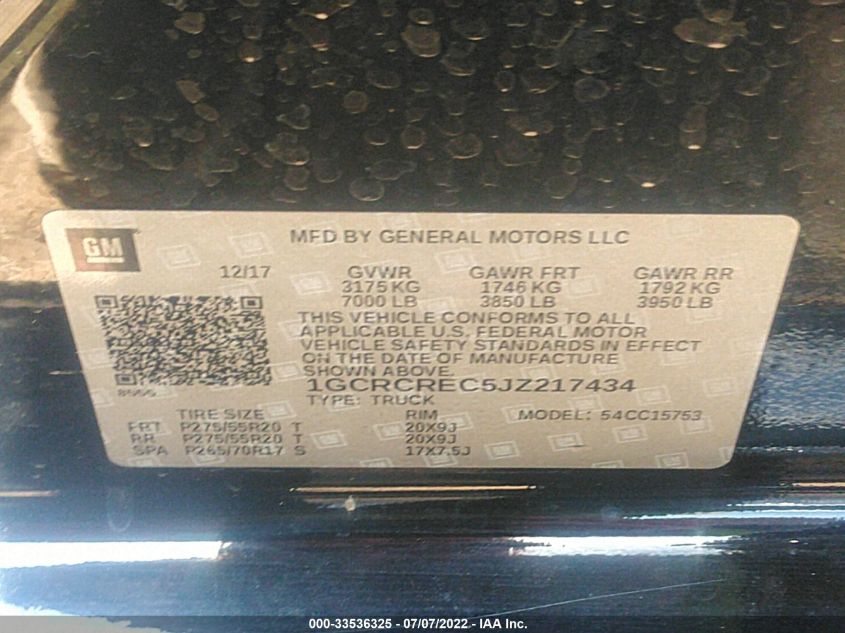 GM
MFD BY GENERAL MOTORS LLC
12/17 GVWR GAWR FRT GAWR RR
3175 KG 1746 KG 1792 KG
7000 LB 3850 LB 3950 LB
THIS VEHICLE CONFORMS TO ALL
APPLICABLE U.S. FEDERAL MOTOR
VEHICLE SAFETY STANDARDS IN EFFECT
ON THE DATE OF MANUFACTURE
SHOWN ABOVE.
1GCRCREC5JZ217434
TYPE: TRUCK
TIRE SIZE RIM MODEL: 54CC15753
FRT P275/55R20 T 20X9J
RR P275/55R20 T 20X9J
SPA P265/70R17 S 17X7.5J
000-33536325 - 07/07/2022 - IAA Inc.